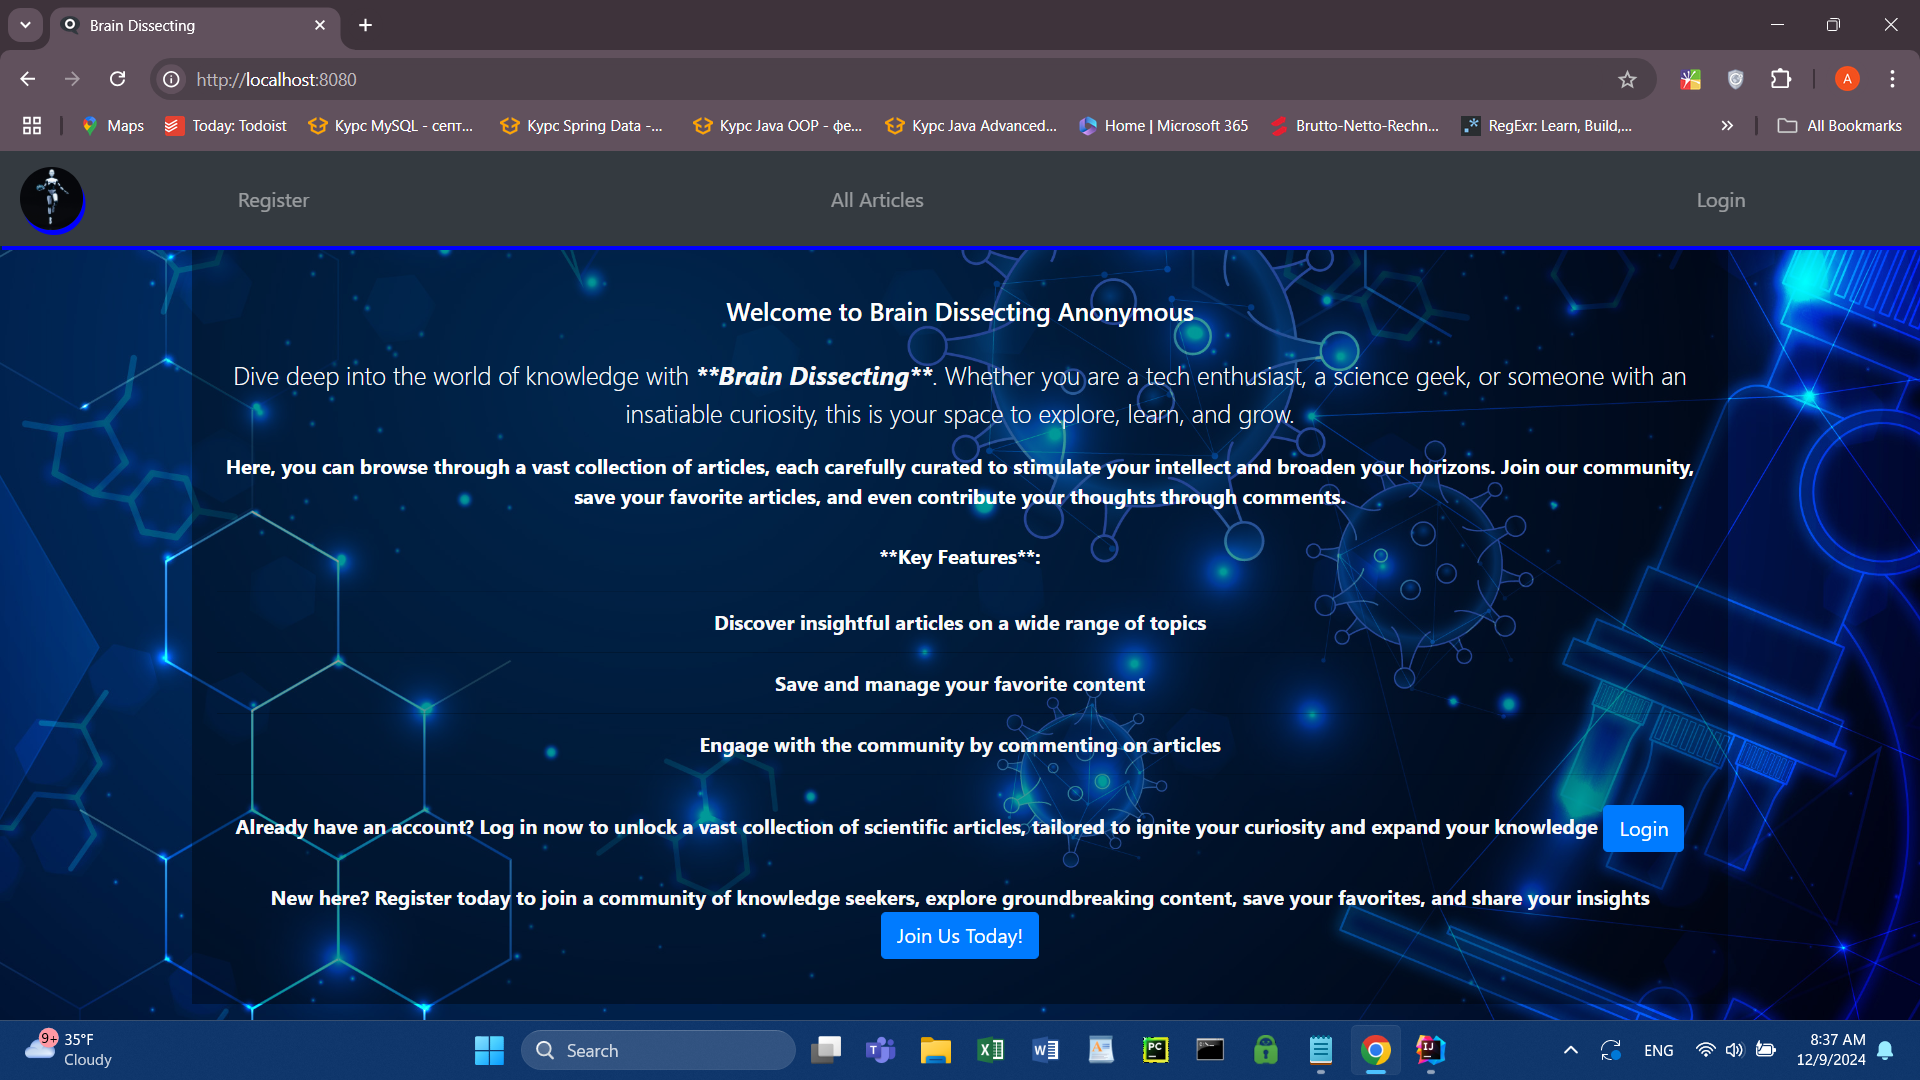 Brain Dissecting
http://localhost:8080
A
Maps
Today: Todoist
Курс MySQL - септ...
Курс Spring Data -...
Курс Java OOP - фе...
Курс Java Advanced...
Home | Microsoft 365
Brutto-Netto-Rechn...
RegExr: Learn, Build,...
All Bookmarks
Register
All Articles
Login
Welcome to Brain Dissecting Anonymous
Dive deep into the world of knowledge with **Brain Dissecting**. Whether you are a tech enthusiast, a science geek, or someone with an
insatiable curiosity, this is your space to explore, learn, and grow.
Here, you can browse through a vast collection of articles, each carefully curated to stimulate your intellect and broaden your horizons. Join our community,
save your favorite articles, and even contribute your thoughts through comments.
**Key Features**:
Discover insightful articles on a wide range of topics
Save and manage your favorite content
Engage with the community by commenting on articles
Already have an account? Log in now to unlock a vast collection of scientific articles, tailored to ignite your curiosity and expand your knowledge Login
New here? Register today to join a community of knowledge seekers, explore groundbreaking content, save your favorites, and share your insights
Join Us Today!
9+
35°F
Cloudy
Search
PC
IJ
ENG
8:37 AM
12/9/2024